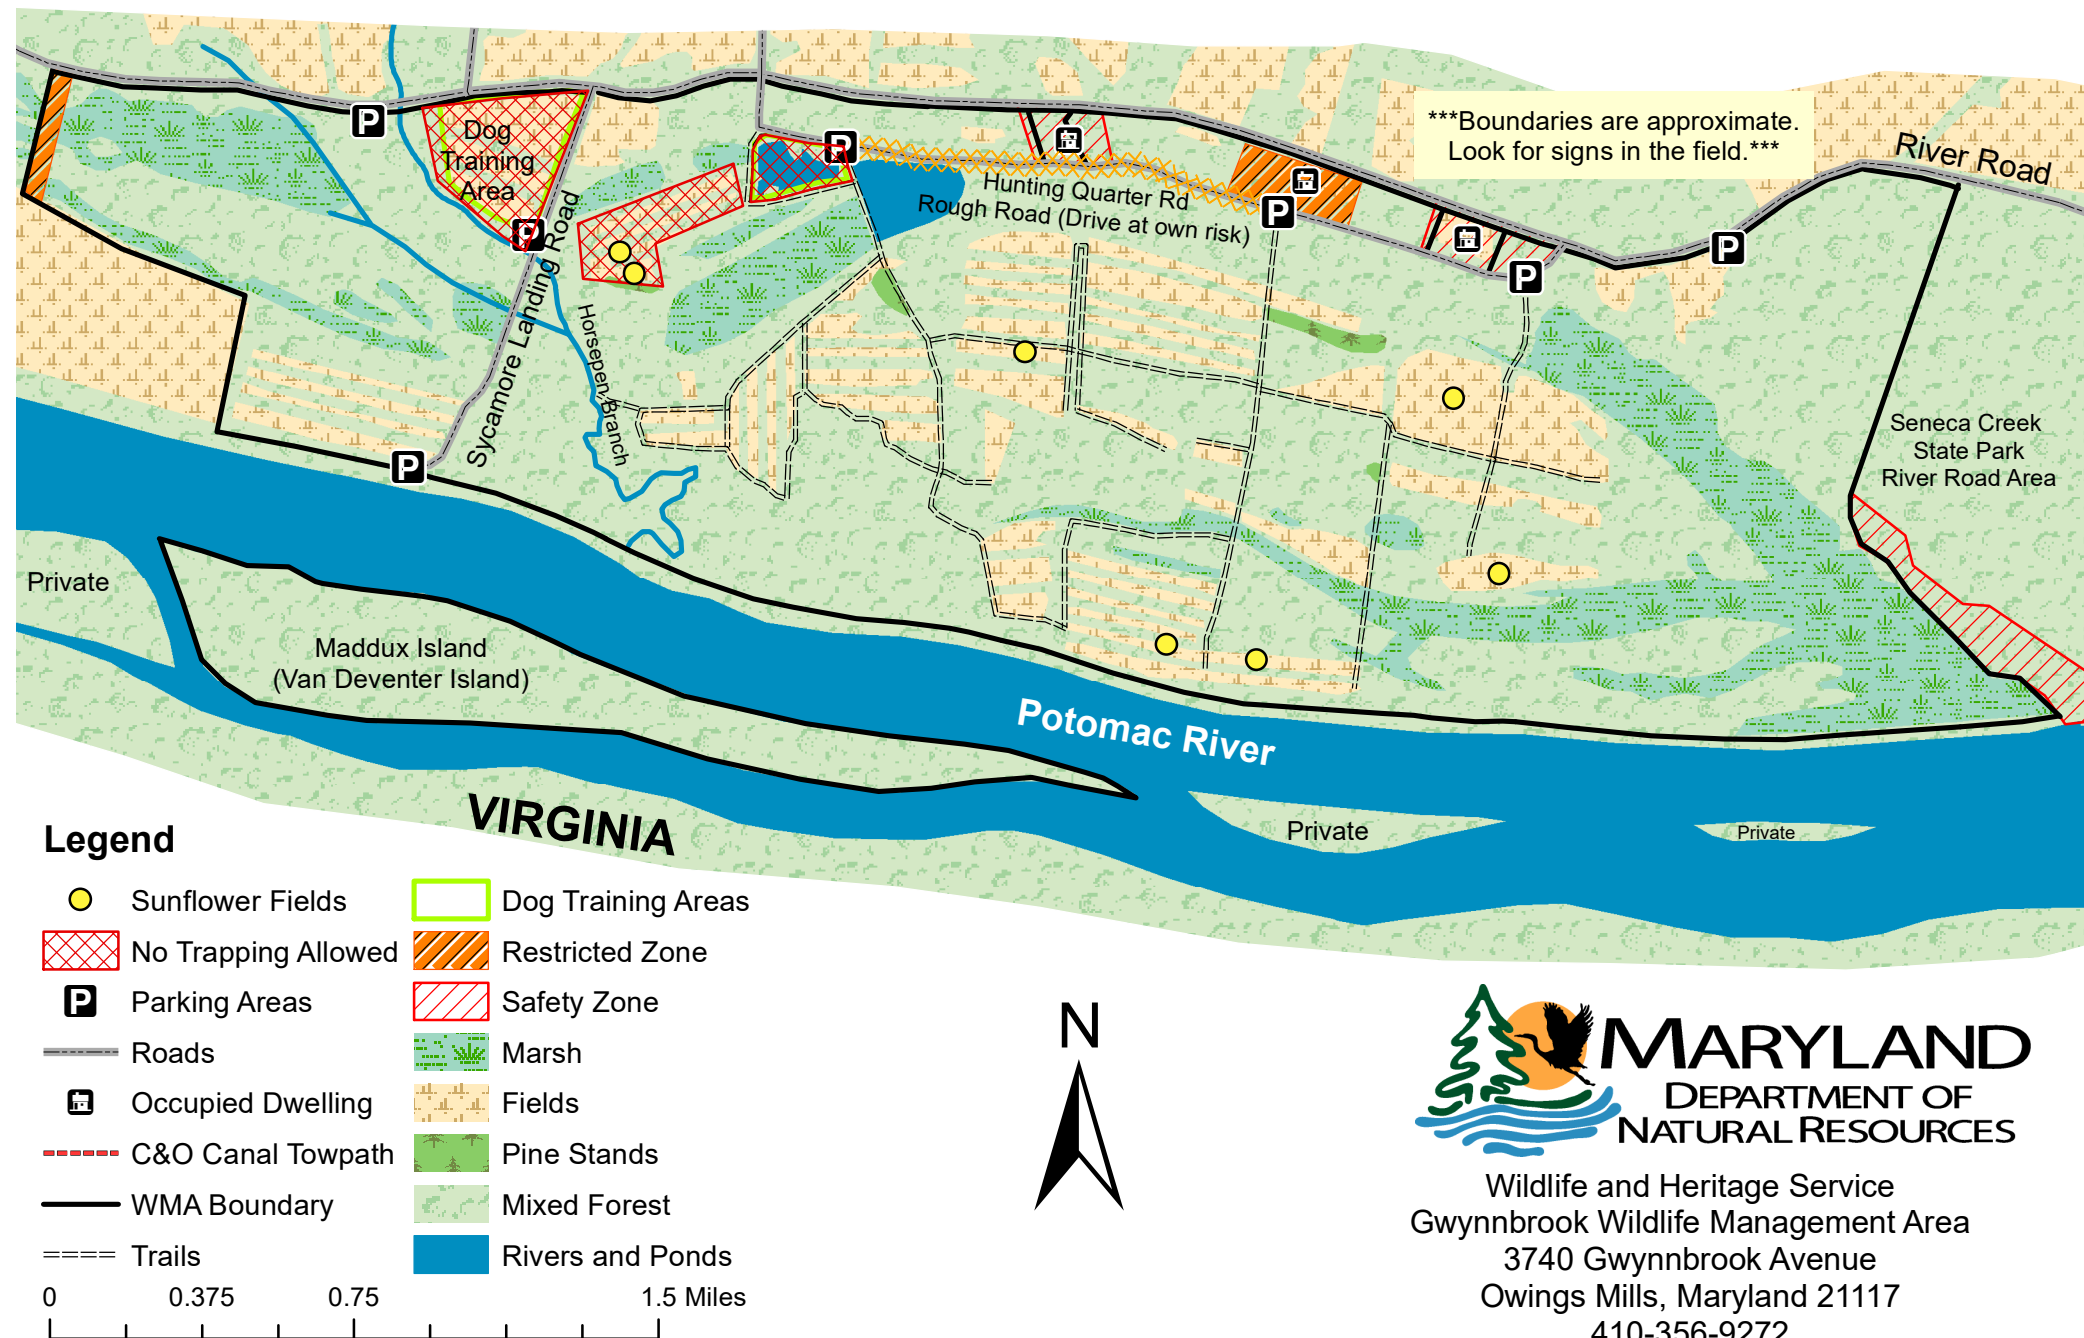 ***Boundaries are approximate.
Look for signs in the field.***
River Road
Dog
Training
Area
P
P
P
P
P
P
P
Hunting Quarter Rd
Rough Road (Drive at own risk)
Sycamore Landing Road
Horsepen Branch
Seneca Creek
State Park
River Road Area
Private
Maddux Island
(Van Deventer Island)
Potomac River
VIRGINIA
Private
Private
Legend
Sunflower Fields
No Trapping Allowed
P Parking Areas
Roads
Occupied Dwelling
C&O Canal Towpath
WMA Boundary
Trails
Dog Training Areas
Restricted Zone
Safety Zone
Marsh
Fields
Pine Stands
Mixed Forest
Rivers and Ponds
0 0.375 0.75 1.5 Miles
N
MARYLAND
DEPARTMENT OF
NATURAL RESOURCES
Wildlife and Heritage Service
Gwynnbrook Wildlife Management Area
3740 Gwynnbrook Avenue
Owings Mills, Maryland 21117
410-356-9272